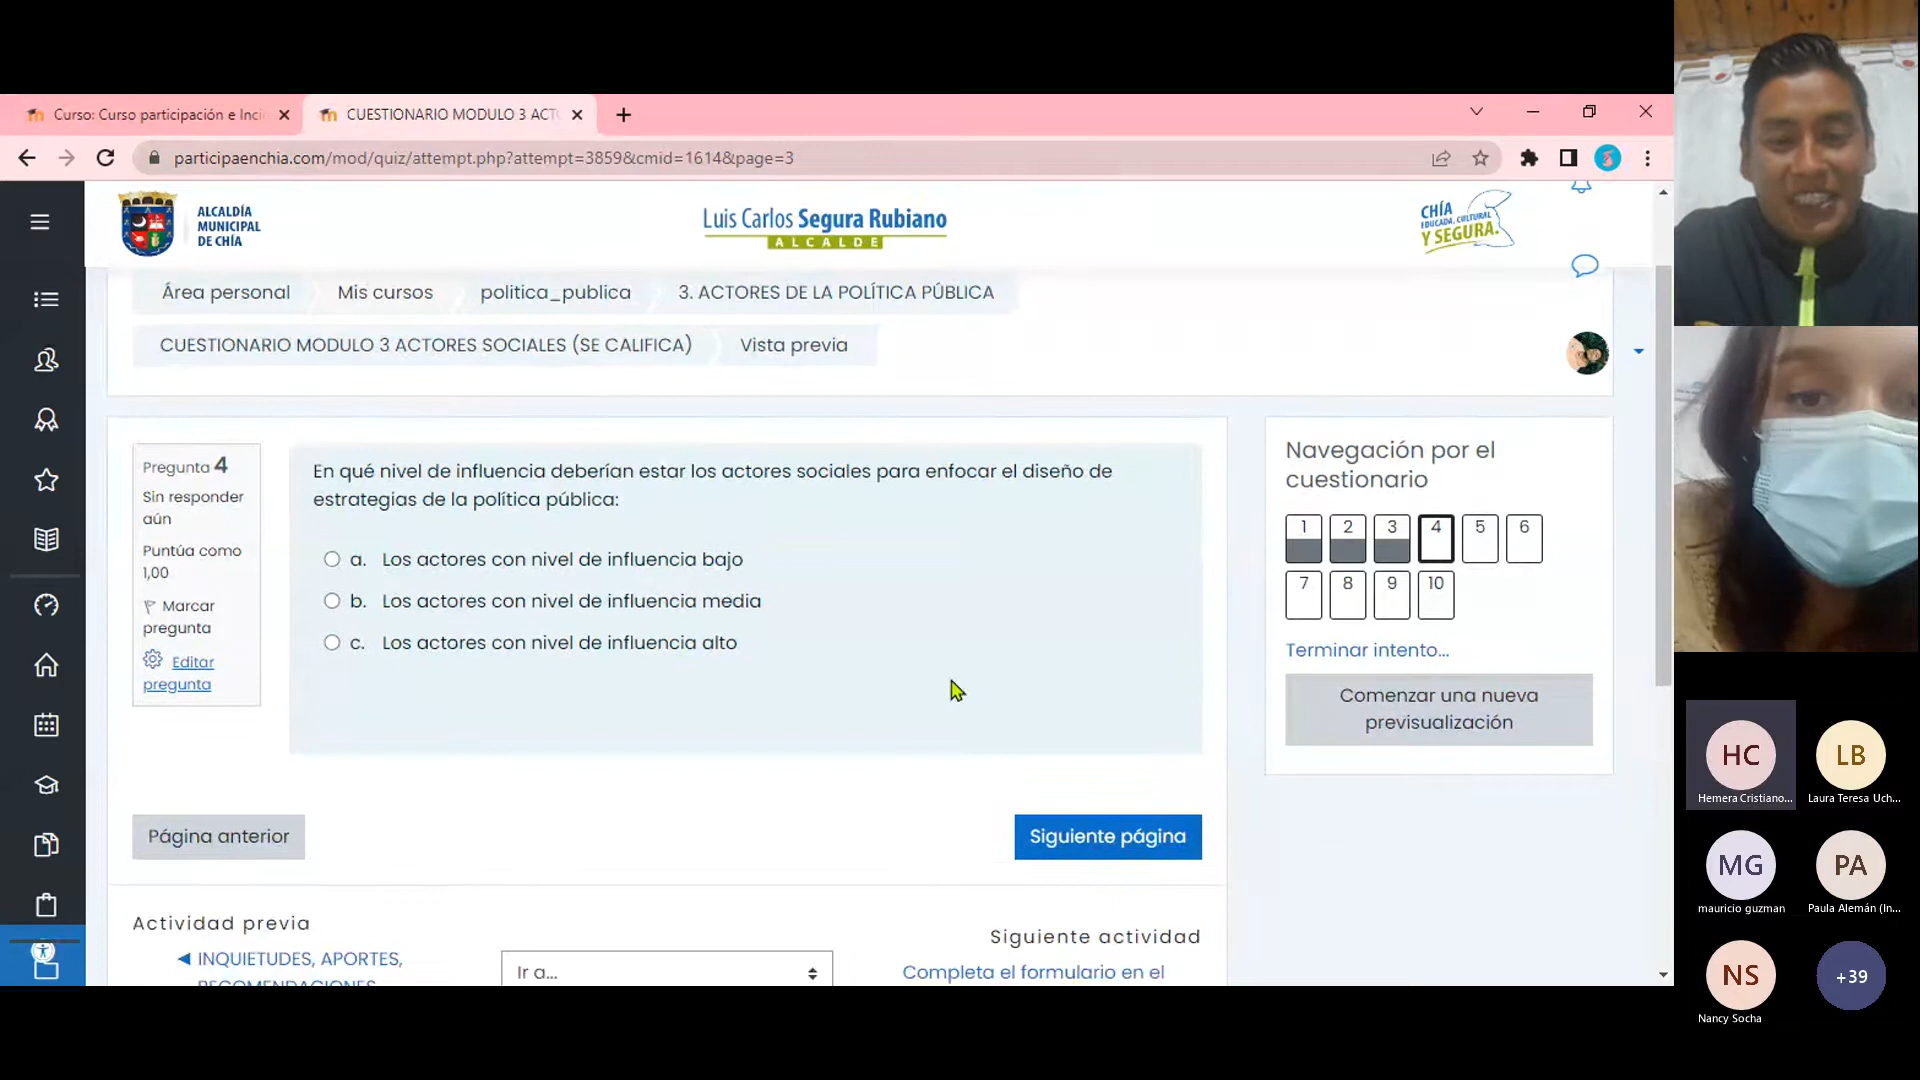 Curso: Curso participación e Inci
CUESTIONARIO MODULO 3 ACT
participaenchia.com/mod/quiz/attempt.php?attempt=3859&cmid=1614&page=3
ALCALDÍA
MUNICIPAL
DE CHÍA
Luis Carlos Segura Rubiano
ALCALDE
CHÍA
EDUCADA, CULTURAL
Y SEGURA.
Área personal
Mis cursos
politica_publica
3. ACTORES DE LA POLÍTICA PÚBLICA
CUESTIONARIO MODULO 3 ACTORES SOCIALES (SE CALIFICA)
Vista previa
Pregunta 4
Sin responder
aún
Puntúa como
1,00
Marcar
pregunta
Editar
pregunta
En qué nivel de influencia deberían estar los actores sociales para enfocar el diseño de
estrategias de la política pública:
a. Los actores con nivel de influencia bajo
b. Los actores con nivel de influencia media
c. Los actores con nivel de influencia alto
Página anterior
Siguiente página
Navegación por el
cuestionario
1 2 3 4 5 6
7 8 9 10
Terminar intento...
Comenzar una nueva
previsualización
Actividad previa
INQUIETUDES, APORTES,
RECOMENDACIONES
Ir a...
Siguiente actividad
Completa el formulario en el
HC
Hemera Cristiano...
LB
Laura Teresa Uch...
MG
mauricio guzman
PA
Paula Alemán (In...
NS
Nancy Socha
+39